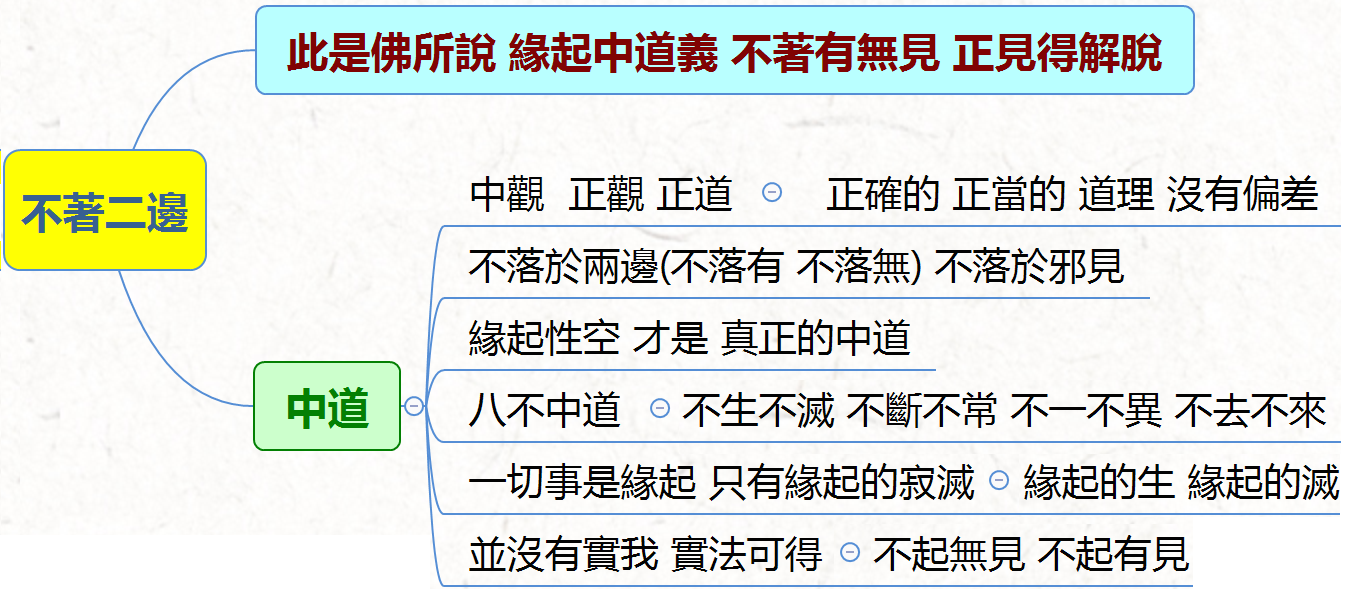 此是佛所說 緣起中道義 不著有無見 正見得解脫
不著二邊
中觀 正觀 正道 正確的 正當的 道理 沒有偏差
不落於兩邊(不落有 不落無) 不落於邪見
緣起性空 才是 真正的中道
中道
八不中道 不生不滅 不斷不常 不一不異 不去不來
一切事是緣起 只有緣起的寂滅 緣起的生 緣起的滅
並沒有實我 實法可得 不起無見 不起有見